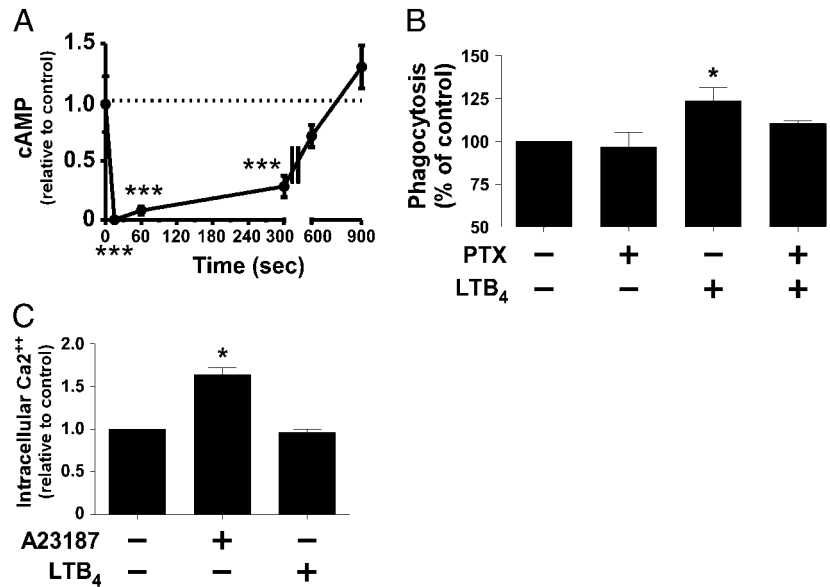 A
cAMP
(relative to control)
1.5
1.0
0.5
0
***
***
***
0 60 120 180 240 300 600 900
Time (sec)
B
Phagocytosis
(% of control)
150
125
100
75
50
*
PTX − + − +
LTB4 − − + +
C
Intracellular Ca2++
(relative to control)
2.0
1.5
1.0
0.5
0
*
A23187 − + −
LTB4 − − +